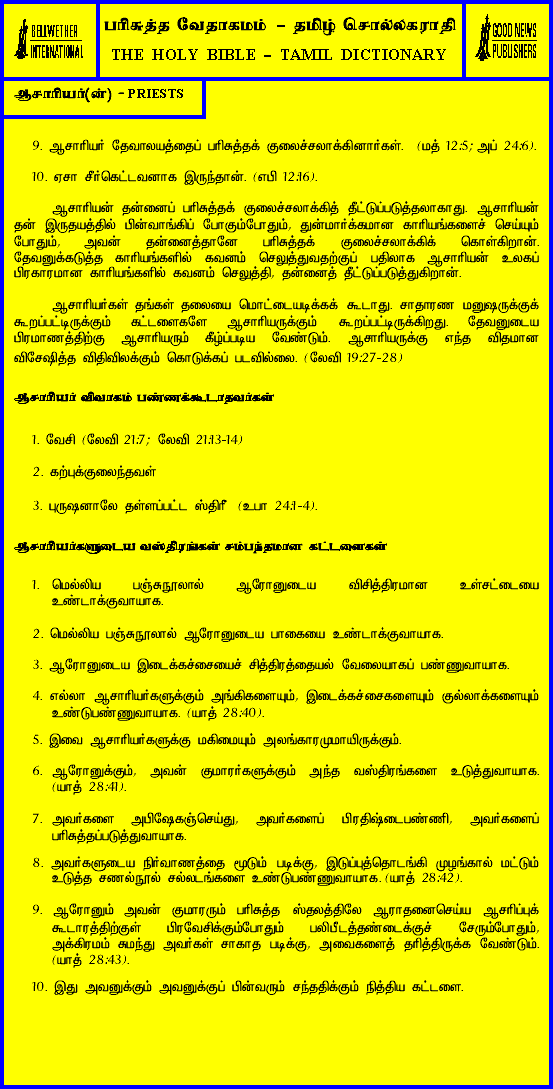 BELLWETHER
INTERNATIONAL
பரிசுத்த வேதாகமம் – தமிழ் சொல்லகராதி
THE HOLY BIBLE – TAMIL DICTIONARY
GOOD NEWS
PUBLISHERS
ஆசாரியர்(ன்) – PRIESTS
9. ஆசாரியர் தேவாலயத்தைப் பரிசுத்தக் குலைச்சலாக்கினார்கள். (மத் 12:5; அப் 24:6).
10. ஏசா சீர்கெட்டவனாக இருந்தான். (எபி 12:16).
ஆசாரியன் தன்னைப் பரிசுத்தக் குலைச்சலாக்கித் தீட்டுப்படுத்தலாகாது. ஆசாரியன்
தன் இருதயத்தில் பின்வாங்கிப் போகும்போதும், துன்மார்க்கமான காரியங்களைச் செய்யும்
போதும், அவன் தன்னைத்தானே பரிசுத்தக் குலைச்சலாக்கிக் கொள்கிறான்.
தேவனுக்கடுத்த காரியங்களில் கவனம் செலுத்துவதற்குப் பதிலாக ஆசாரியன் உலகப்
பிரகாரமான காரியங்களில் கவனம் செலுத்தி, தன்னைத் தீட்டுப்படுத்துகிறான்.
ஆசாரியர்கள் தங்கள் தலையை மொட்டையடிக்கக் கூடாது. சாதாரண மனுஷருக்குக்
கூறப்பட்டிருக்கும் கட்டளைகளே ஆசாரியருக்கும் கூறப்பட்டிருக்கிறது. தேவனுடைய
பிரமாணத்திற்கு ஆசாரியரும் கீழ்ப்படிய வேண்டும். ஆசாரியருக்கு எந்த விதமான
விசேஷித்த விதிவிலக்கும் கொடுக்கப் படவில்லை. (லேவி 19:27-28)
ஆசாரியர் விவாகம் பண்ணக்கூடாதவர்கள்
1. வேசி (லேவி 21:7; லேவி 21:13-14)
2. கற்புக்குலைந்தவள்
3. புருஷனாலே தள்ளப்பட்ட ஸ்திரீ (உபா 24:1-4).
ஆசாரியர்களுடைய வஸ்திரங்கள் சம்பந்தமான கட்டளைகள்
1. மெல்லிய பஞ்சுநூலால் ஆரோனுடைய விசித்திரமான உள்சட்டையை
உண்டாக்குவாயாக.
2. மெல்லிய பஞ்சுநூலால் ஆரோனுடைய பாகையை உண்டாக்குவாயாக.
3. ஆரோனுடைய இடைக்கச்சையைச் சித்திரத்தையல் வேலையாகப் பண்ணுவாயாக.
4. எல்லா ஆசாரியர்களுக்கும் அங்கிகளையும், இடைக்கச்சைகளையும் குல்லாக்களையும்
உண்டுபண்ணுவாயாக. (யாத் 28:40).
5. இவை ஆசாரியர்களுக்கு மகிமையும் அலங்காரமுமாயிருக்கும்.
6. ஆரோனுக்கும், அவன் குமாரர்களுக்கும் அந்த வஸ்திரங்களை உடுத்துவாயாக.
(யாத் 28:41).
7. அவர்களை அபிஷேகஞ்செய்து, அவர்களைப் பிரதிஷ்டைபண்ணி, அவர்களைப்
பரிசுத்தப்படுத்துவாயாக.
8. அவர்களுடைய நிர்வாணத்தை மூடும் படிக்கு, இடுப்புத்தொடங்கி முழங்கால் மட்டும்
உடுத்த சணல்நூல் சல்லடங்களை உண்டுபண்ணுவாயாக. (யாத் 28:42).
9. ஆரோனும் அவன் குமாரரும் பரிசுத்த ஸ்தலத்திலே ஆராதனைசெய்ய ஆசரிப்புக்
கூடாரத்திற்குள் பிரவேசிக்கும்போதும் பலிபீடத்தண்டைக்குச் சேரும்போதும்,
அக்கிரமம் சுமந்து அவர்கள் சாகாத படிக்கு, அவைகளைத் தரித்திருக்க வேண்டும்.
(யாத் 28:43).
10. இது அவனுக்கும் அவனுக்குப் பின்வரும் சந்ததிக்கும் நித்திய கட்டளை.